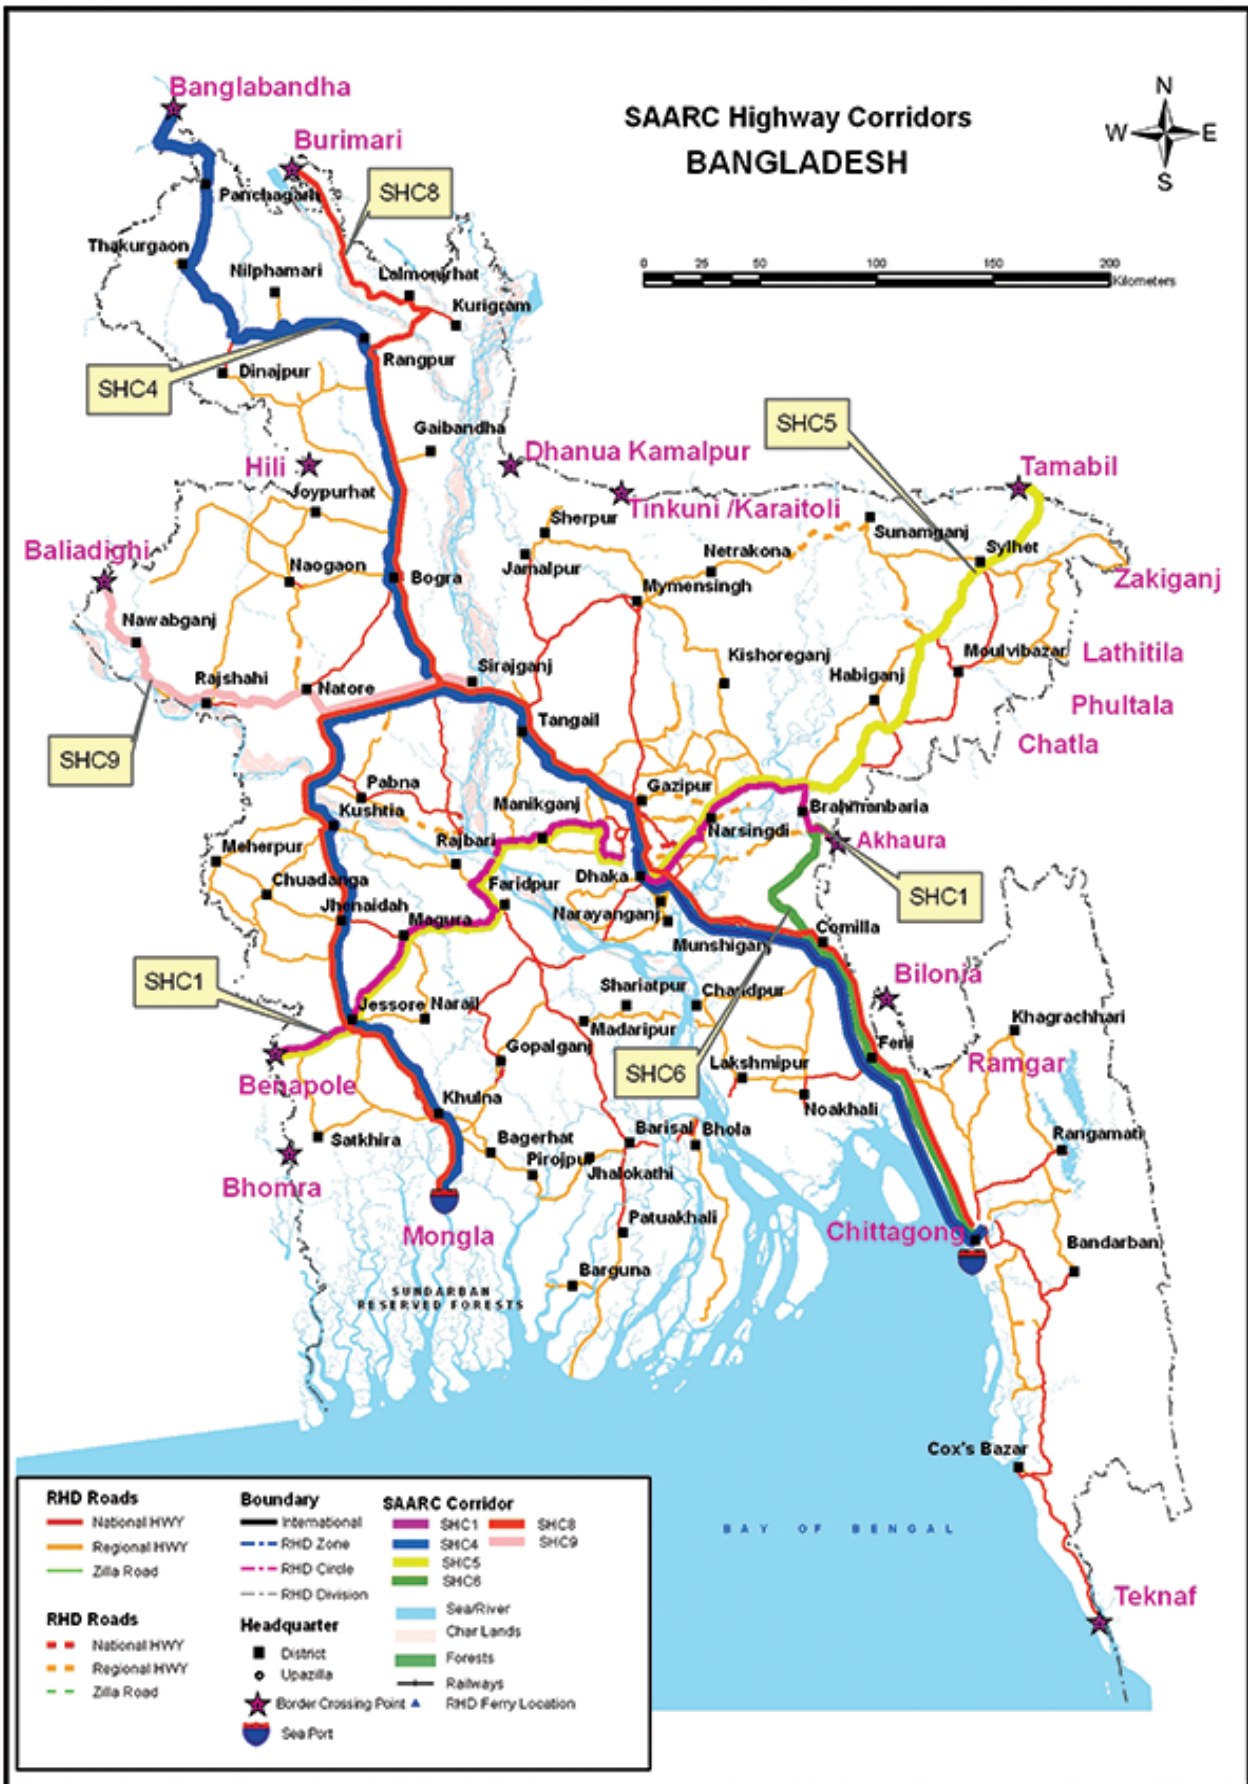 Banglabandha
SAARC Highway Corridors
BANGLADESH
N
W E
S
Burimari
SHC8
Panchagarh
Thakurgaon
Nilphamari
Lalmonirhat
Kurigram
0 25 50 100 150 200
Kilometers
Rangpur
SHC4
Dinajpur
Gaibandha
SHC5
Hili
Dhanua Kamalpur
Tamabil
Joypurhat
Tinkuni /Karaitoli
Sherpur
Sunamganj
Baliadighi
Naogaon
Bogra
Jamalpur
Netrakona
Mymensingh
Sylhet
Zakiganj
Nawabganj
Rajshahi
Natore
Sirajganj
Kishoreganj
Habiganj
Moulvibazar
Lathitila
Phultala
Tangail
Chatla
SHC9
Pabna
Manikganj
Gazipur
Kushtia
Brahmanbaria
Narsingdi
Akhaura
Meherpur
Rajbari
Chuadanga
Faridpur
Dhaka
SHC1
Jhenaidah
Magura
Narayanganj
Munshiganj
Comilla
SHC1
Bilonia
Shariatpur
Chandpur
Jessore
Narail
Madaripur
Khagrachhari
Gopalganj
Feni
Benapole
SHC6
Lakshmipur
Ramgar
Khulna
Noakhali
Satkhira
Bagerhat
Barisal
Bhola
Rangamati
Bhomra
Pirojpur
Jhalokathi
Mongla
Patuakhali
Chittagong
Bandarban
Barguna
SUNDARBAN
RESERVED FORESTS
Cox's Bazar
BAY OF BENGAL
Teknaf
RHD Roads
National HWY
Regional HWY
Zilla Road
RHD Roads
National HWY
Regional HWY
Zilla Road
Boundary
International
RHD Zone
RHD Circle
RHD Division
Headquarter
District
Upazilla
Border Crossing Point
Sea Port
SAARC Corridor
SHC1 SHC8
SHC4 SHC9
SHC5
SHC6
Sea/River
Char Lands
Forests
Railways
RHD Ferry Location